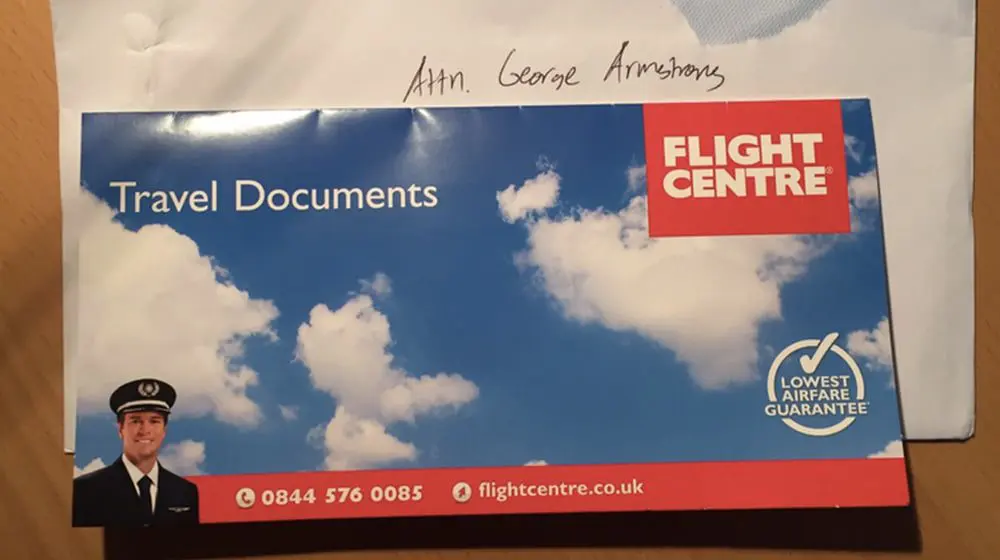 Attn. George Armstrong
Travel Documents
FLIGHT
CENTRE®
LOWEST
AIRFARE
GUARANTEE
0844 576 0085 flightcentre.co.uk